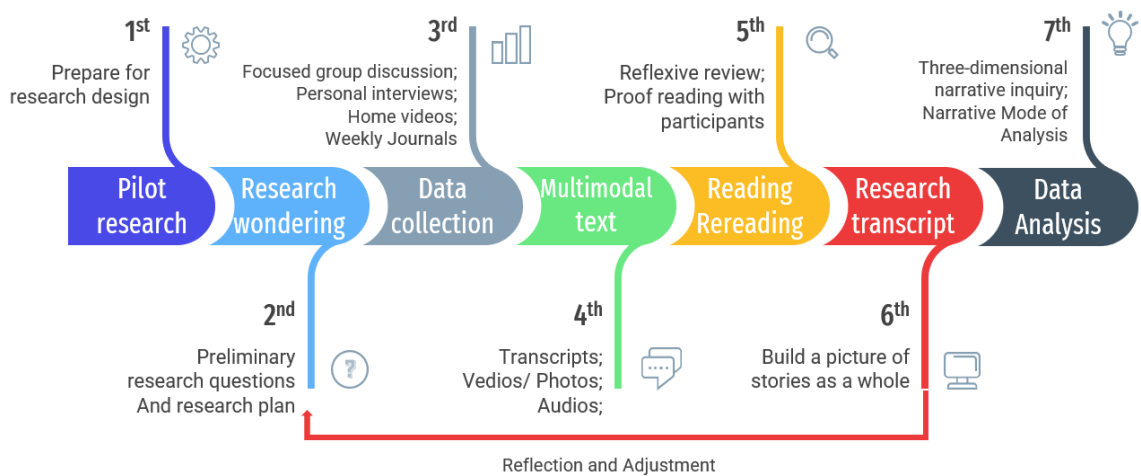 1st
Prepare for
research design
3rd
Focused group discussion;
Personal interviews;
Home videos;
Weekly Journals
5th
Reflexive review;
Proof reading with
participants
7th
Three-dimensional
narrative inquiry;
Narrative Mode of
Analysis
Pilot
research
Research
wondering
Data
collection
Multimodal
text
Reading
Rereading
Research
transcript
Data
Analysis
2nd
Preliminary
research questions
And research plan
?
4th
Transcripts;
Vedios/ Photos;
Audios;
6th
Build a picture of
stories as a whole
Reflection and Adjustment